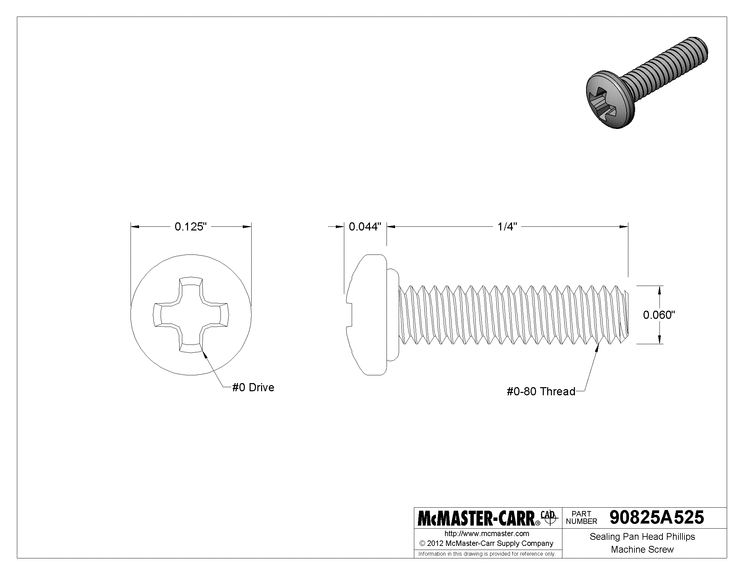 0.125"
0.044"
1/4"
0.060"
#0 Drive
#0-80 Thread
McMASTER-CARR® CAD
http://www.mcmaster.com
© 2012 McMaster-Carr Supply Company
Information in this drawing is provided for reference only.
PART NUMBER
90825A525
Sealing Pan Head Phillips
Machine Screw